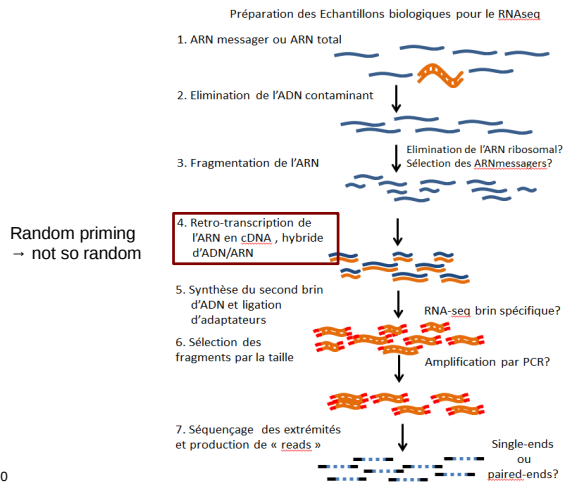 Préparation des Echantillons biologiques pour le RNAseq
1. ARN messager ou ARN total
2. Elimination de l'ADN contaminant
Elimination de l'ARN ribosomal?
Sélection des ARNmessagers?
3. Fragmentation de l'ARN
Random priming
→ not so random
4. Retro-transcription de
l'ARN en cDNA , hybride
d'ADN/ARN
5. Synthèse du second brin
d'ADN et ligation
d'adaptateurs
RNA-seq brin spécifique?
6. Sélection des
fragments par la taille
Amplification par PCR?
7. Séquençage des extrémités
et production de « reads »
Single-ends
ou
paired-ends?
0